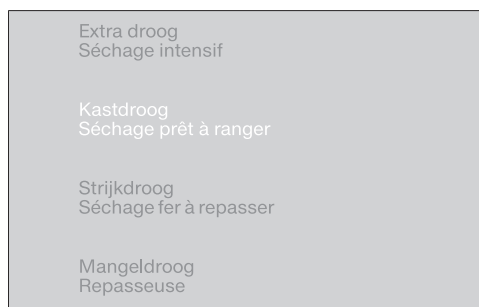 Extra droog
Séchage intensif
Kastdroog
Séchage prêt à ranger
Strijkdroog
Séchage fer à repasser
Mangeldroog
Repasseuse